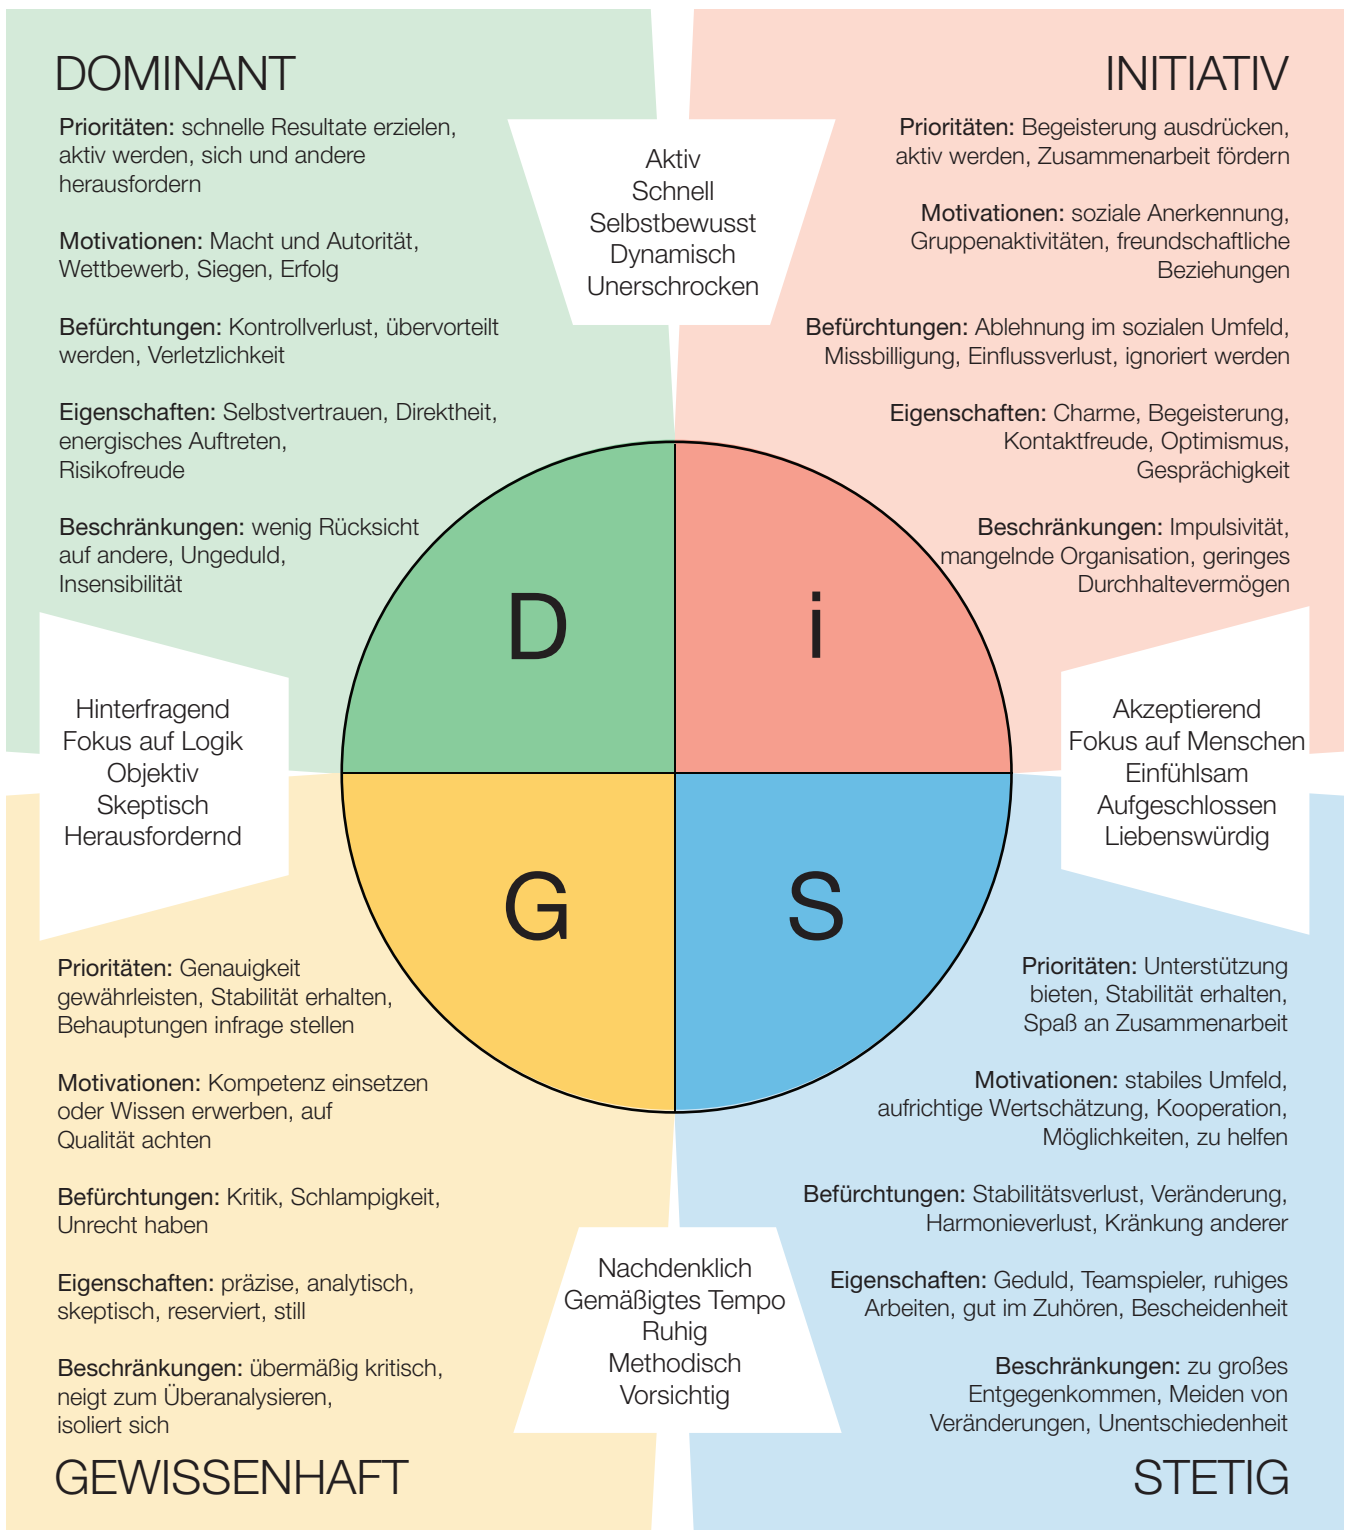 DOMINANT
Prioritäten: schnelle Resultate erzielen,
aktiv werden, sich und andere
herausfordern
Motivationen: Macht und Autorität,
Wettbewerb, Siegen, Erfolg
Befürchtungen: Kontrollverlust, übervorteilt
werden, Verletzlichkeit
Eigenschaften: Selbstvertrauen, Direktheit,
energisches Auftreten,
Risikofreude
Beschränkungen: wenig Rücksicht
auf andere, Ungeduld,
Insensibilität
Aktiv
Schnell
Selbstbewusst
Dynamisch
Unerschrocken
INITIATIV
Prioritäten: Begeisterung ausdrücken,
aktiv werden, Zusammenarbeit fördern
Motivationen: soziale Anerkennung,
Gruppenaktivitäten, freundschaftliche
Beziehungen
Befürchtungen: Ablehnung im sozialen Umfeld,
Missbilligung, Einflussverlust, ignoriert werden
Eigenschaften: Charme, Begeisterung,
Kontaktfreude, Optimismus,
Gesprächigkeit
Beschränkungen: Impulsivität,
mangelnde Organisation, geringes
Durchhaltevermögen
D
i
Hinterfragend
Fokus auf Logik
Objektiv
Skeptisch
Herausfordernd
Akzeptierend
Fokus auf Menschen
Einfühlsam
Aufgeschlossen
Liebenswürdig
G
S
Prioritäten: Genauigkeit
gewährleisten, Stabilität erhalten,
Behauptungen infrage stellen
Motivationen: Kompetenz einsetzen
oder Wissen erwerben, auf
Qualität achten
Befürchtungen: Kritik, Schlampigkeit,
Unrecht haben
Eigenschaften: präzise, analytisch,
skeptisch, reserviert, still
Beschränkungen: übermäßig kritisch,
neigt zum Überanalysieren,
isoliert sich
GEWISSENHAFT
Nachdenklich
Gemäßigtes Tempo
Ruhig
Methodisch
Vorsichtig
Prioritäten: Unterstützung
bieten, Stabilität erhalten,
Spaß an Zusammenarbeit
Motivationen: stabiles Umfeld,
aufrichtige Wertschätzung, Kooperation,
Möglichkeiten, zu helfen
Befürchtungen: Stabilitätsverlust, Veränderung,
Harmonieverlust, Kränkung anderer
Eigenschaften: Geduld, Teamspieler, ruhiges
Arbeiten, gut im Zuhören, Bescheidenheit
Beschränkungen: zu großes
Entgegenkommen, Meiden von
Veränderungen, Unentschiedenheit
STETIG